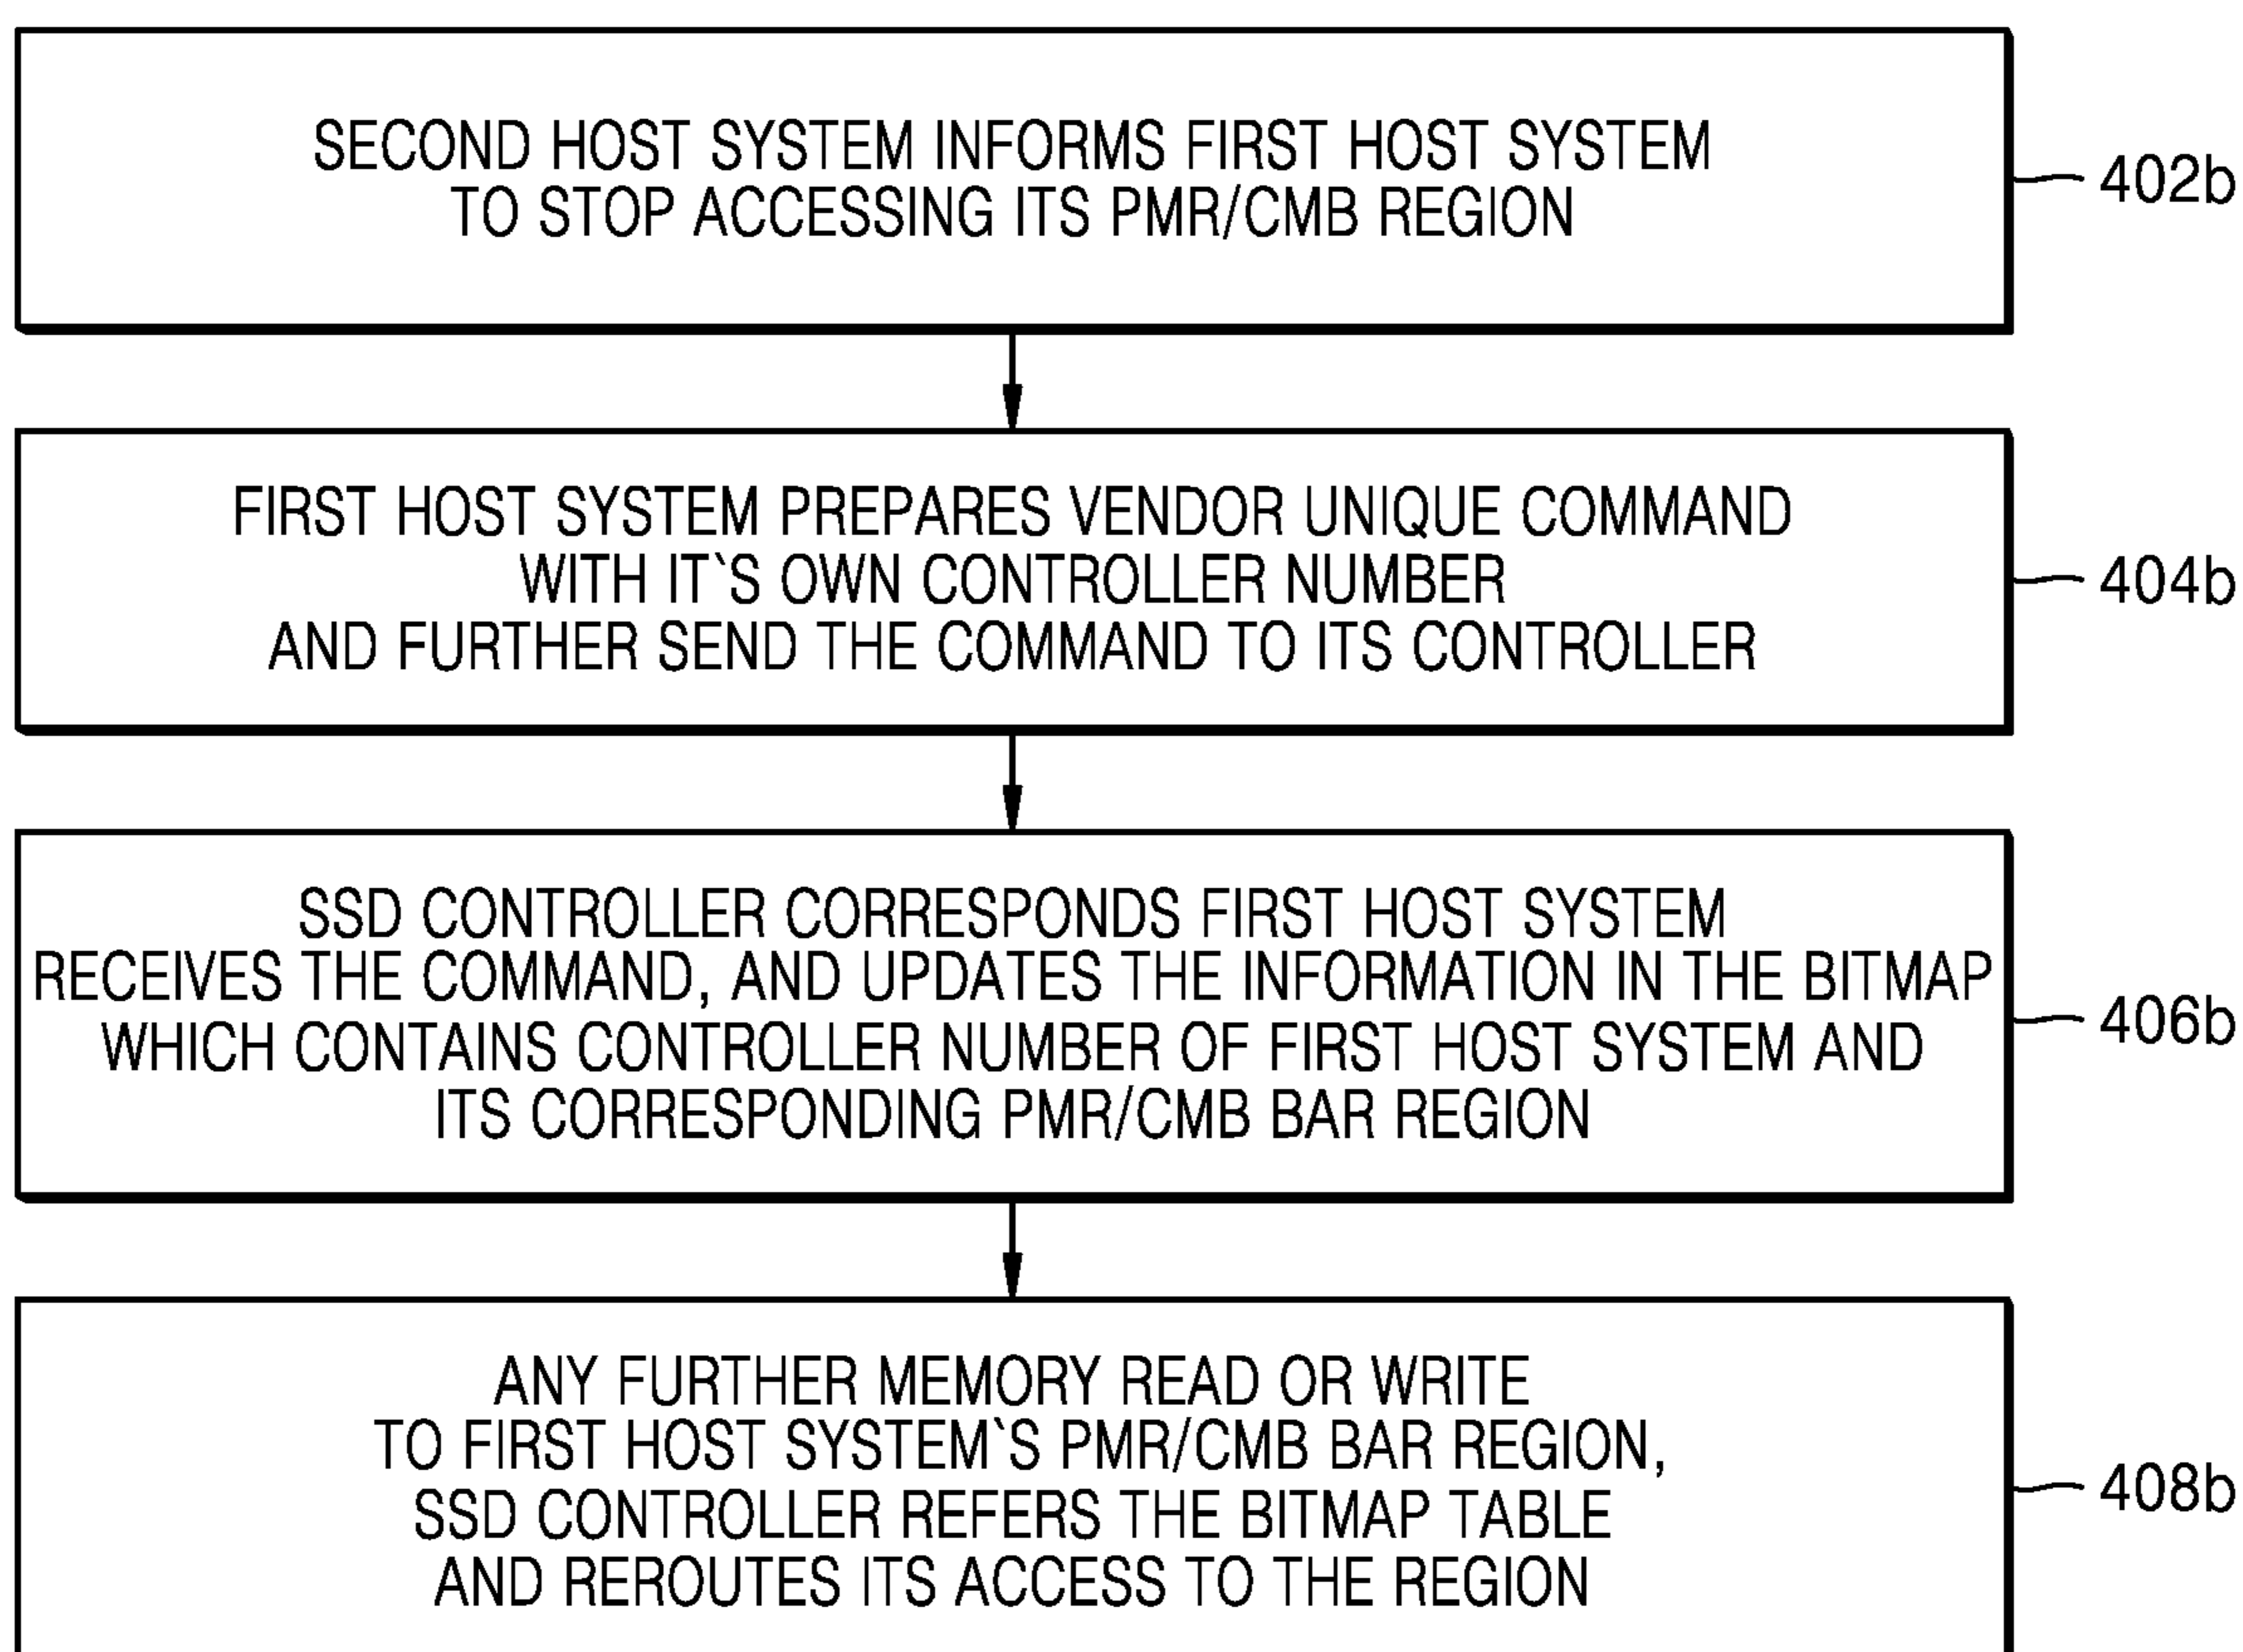 SECOND HOST SYSTEM INFORMS FIRST HOST SYSTEM
TO STOP ACCESSING ITS PMR/CMB REGION
402b
FIRST HOST SYSTEM PREPARES VENDOR UNIQUE COMMAND
WITH IT`S OWN CONTROLLER NUMBER
AND FURTHER SEND THE COMMAND TO ITS CONTROLLER
404b
SSD CONTROLLER CORRESPONDS FIRST HOST SYSTEM
RECEIVES THE COMMAND, AND UPDATES THE INFORMATION IN THE BITMAP
WHICH CONTAINS CONTROLLER NUMBER OF FIRST HOST SYSTEM AND
ITS CORRESPONDING PMR/CMB BAR REGION
406b
ANY FURTHER MEMORY READ OR WRITE
TO FIRST HOST SYSTEM`S PMR/CMB BAR REGION,
SSD CONTROLLER REFERS THE BITMAP TABLE
AND REROUTES ITS ACCESS TO THE REGION
408b